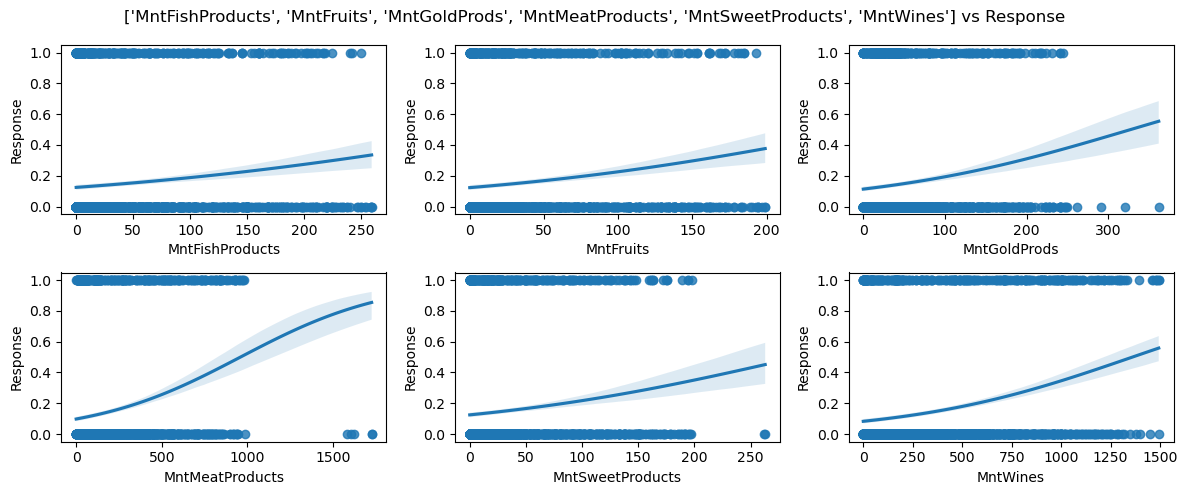 ['MntFishProducts', 'MntFruits', 'MntGoldProds', 'MntMeatProducts', 'MntSweetProducts', 'MntWines'] vs Response
1.0
0.8
0.6
0.4
0.2
0.0
Response
0 50 100 150 200 250
MntFishProducts
1.0
0.8
0.6
0.4
0.2
0.0
Response
0 50 100 150 200
MntFruits
1.0
0.8
0.6
0.4
0.2
0.0
Response
0 100 200 300
MntGoldProds
1.0
0.8
0.6
0.4
0.2
0.0
Response
0 500 1000 1500
MntMeatProducts
1.0
0.8
0.6
0.4
0.2
0.0
Response
0 50 100 150 200 250
MntSweetProducts
1.0
0.8
0.6
0.4
0.2
0.0
Response
0 250 500 750 1000 1250 1500
MntWines